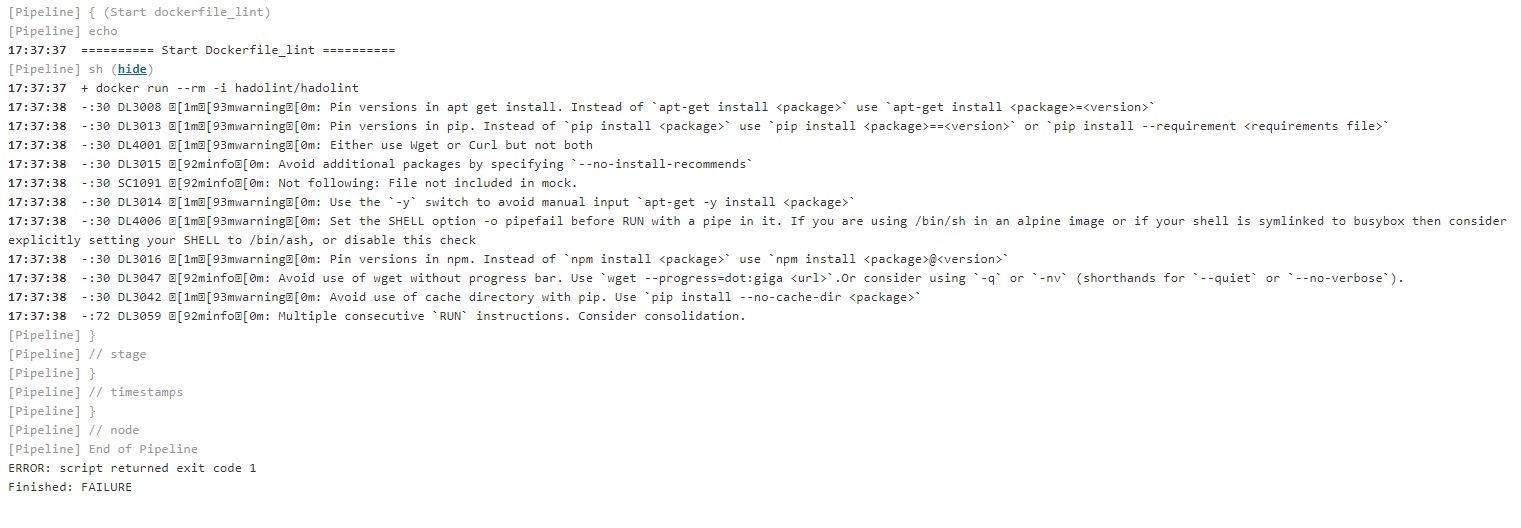 [Pipeline] { (Start dockerfile_lint)
[Pipeline] echo
17:37:37  ========== Start Dockerfile_lint ==========
[Pipeline] sh (hide)
17:37:37  + docker run --rm -i hadolint/hadolint
17:37:38  -:30 DL3008 [1m[93mwarning[0m: Pin versions in apt get install. Instead of `apt-get install <package>` use `apt-get install <package>=<version>`
17:37:38  -:30 DL3013 [1m[93mwarning[0m: Pin versions in pip. Instead of `pip install <package>` use `pip install <package>==<version>` or `pip install --requirement <requirements file>`
17:37:38  -:30 DL4001 [1m[93mwarning[0m: Either use Wget or Curl but not both
17:37:38  -:30 DL3015 [92minfo[0m: Avoid additional packages by specifying `--no-install-recommends`
17:37:38  -:30 SC1091 [92minfo[0m: Not following: File not included in mock.
17:37:38  -:30 DL3014 [1m[93mwarning[0m: Use the `-y` switch to avoid manual input `apt-get -y install <package>`
17:37:38  -:30 DL4006 [1m[93mwarning[0m: Set the SHELL option -o pipefail before RUN with a pipe in it. If you are using /bin/sh in an alpine image or if your shell is symlinked to busybox then consider
explicitly setting your SHELL to /bin/ash, or disable this check
17:37:38  -:30 DL3016 [1m[93mwarning[0m: Pin versions in npm. Instead of `npm install <package>` use `npm install <package>@<version>`
17:37:38  -:30 DL3047 [92minfo[0m: Avoid use of wget without progress bar. Use `wget --progress=dot:giga <url>`.Or consider using `-q` or `-nv` (shorthands for `--quiet` or `--no-verbose`).
17:37:38  -:30 DL3042 [1m[93mwarning[0m: Avoid use of cache directory with pip. Use `pip install --no-cache-dir <package>`
17:37:38  -:72 DL3059 [92minfo[0m: Multiple consecutive `RUN` instructions. Consider consolidation.
[Pipeline] }
[Pipeline] // stage
[Pipeline] }
[Pipeline] // timestamps
[Pipeline] }
[Pipeline] // node
[Pipeline] End of Pipeline
ERROR: script returned exit code 1
Finished: FAILURE